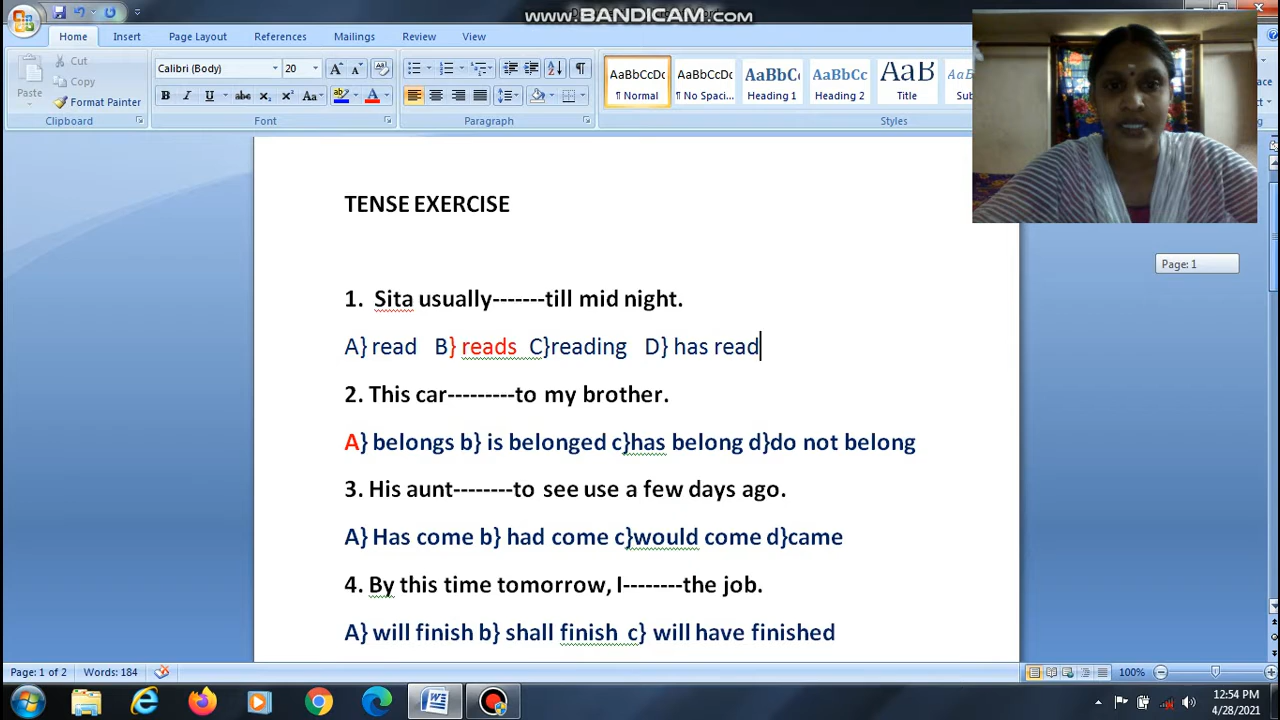 www.BANDICAM.com
Home Insert Page Layout References Mailings Review View
Cut
Copy
Paste
Format Painter
Clipboard
Calibri (Body) 20
Font
Paragraph
AaBbCcDc AaBbCcDc AaBbC AaBbCc AaB
¶ Normal ¶ No Spaci... Heading 1 Heading 2 Title
Styles
TENSE EXERCISE
Page: 1
1. Sita usually-------till mid night.
A} read B} reads C}reading D} has read
2. This car---------to my brother.
A} belongs b} is belonged c}has belong d}do not belong
3. His aunt--------to see use a few days ago.
A} Has come b} had come c}would come d}came
4. By this time tomorrow, I--------the job.
A} will finish b} shall finish c} will have finished
Page: 1 of 2 Words: 184 100%
12:54 PM
4/28/2021